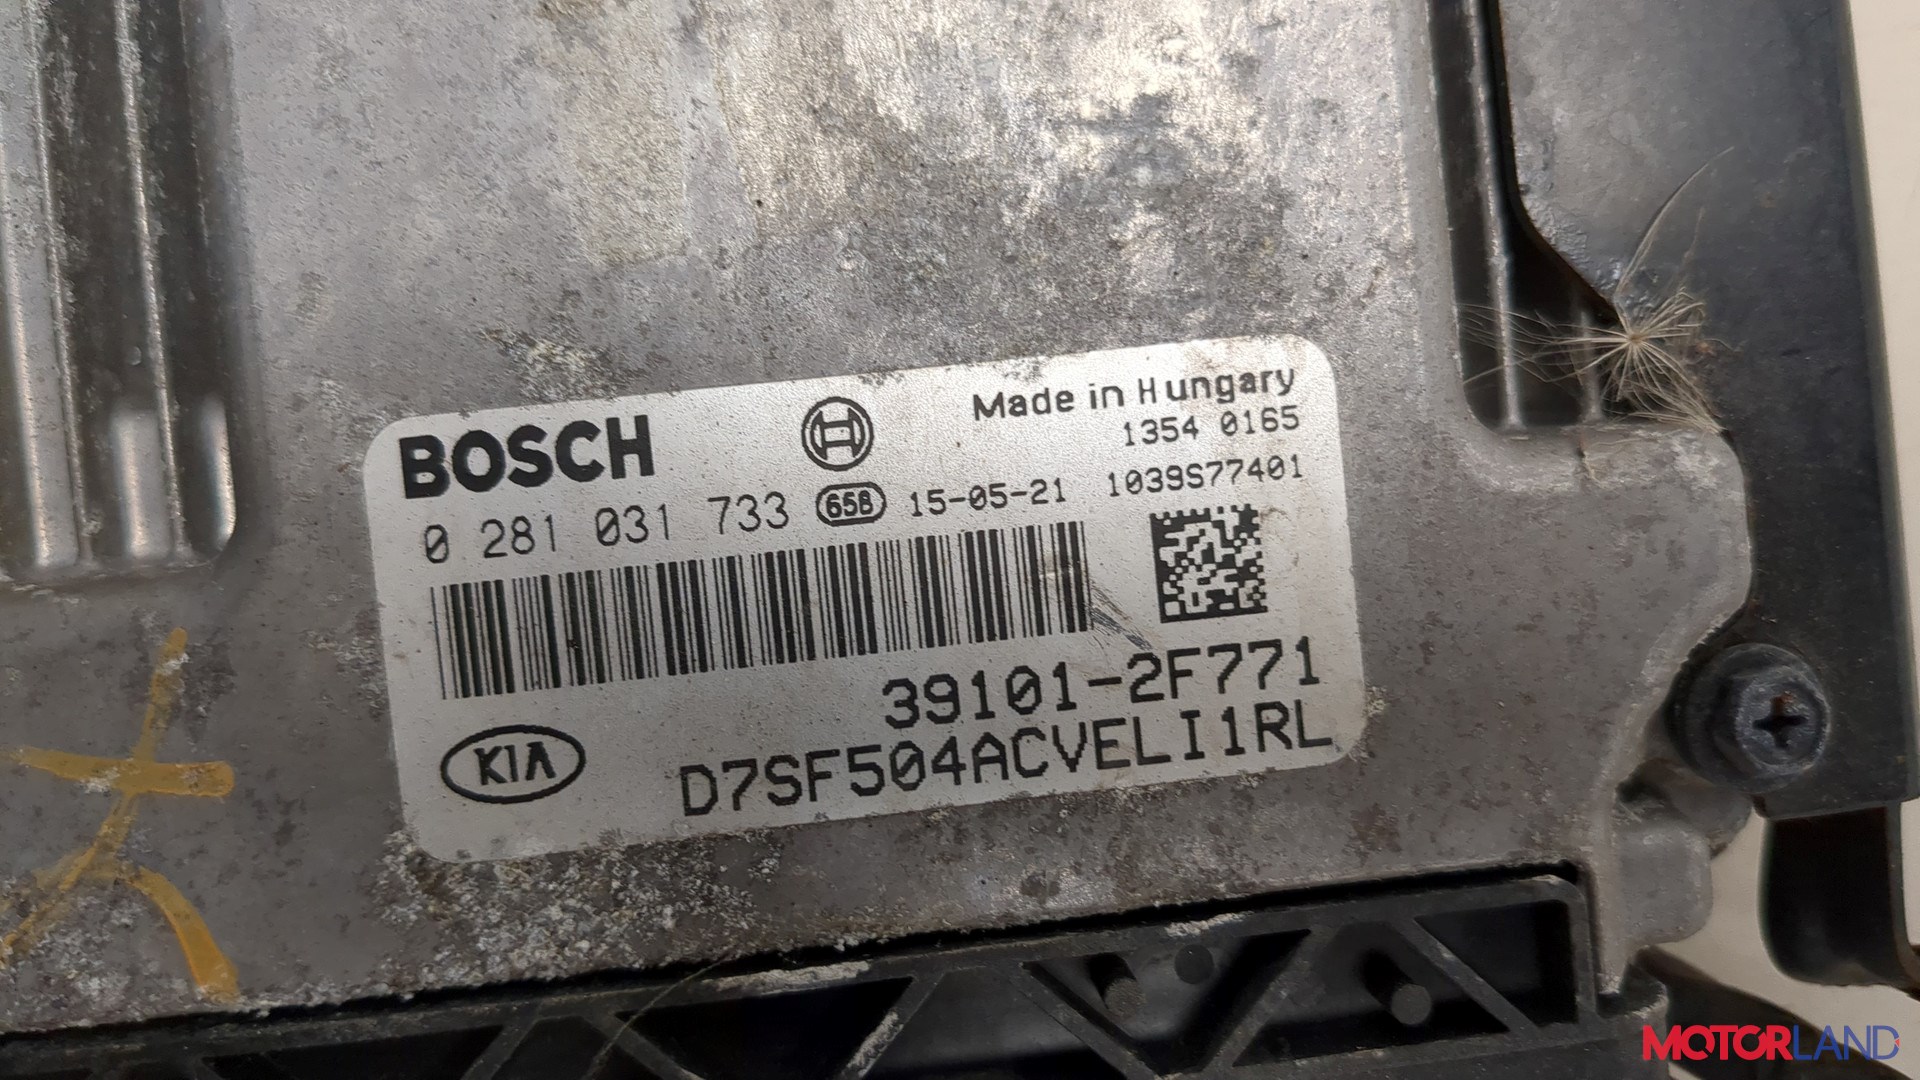 BOSCH
Made in Hungary
1354 0165
0 281 031 733 65B 15-05-21 1039S77401
39101-2F771
KIA D7SF504ACVELI1RL
MOTORLAND